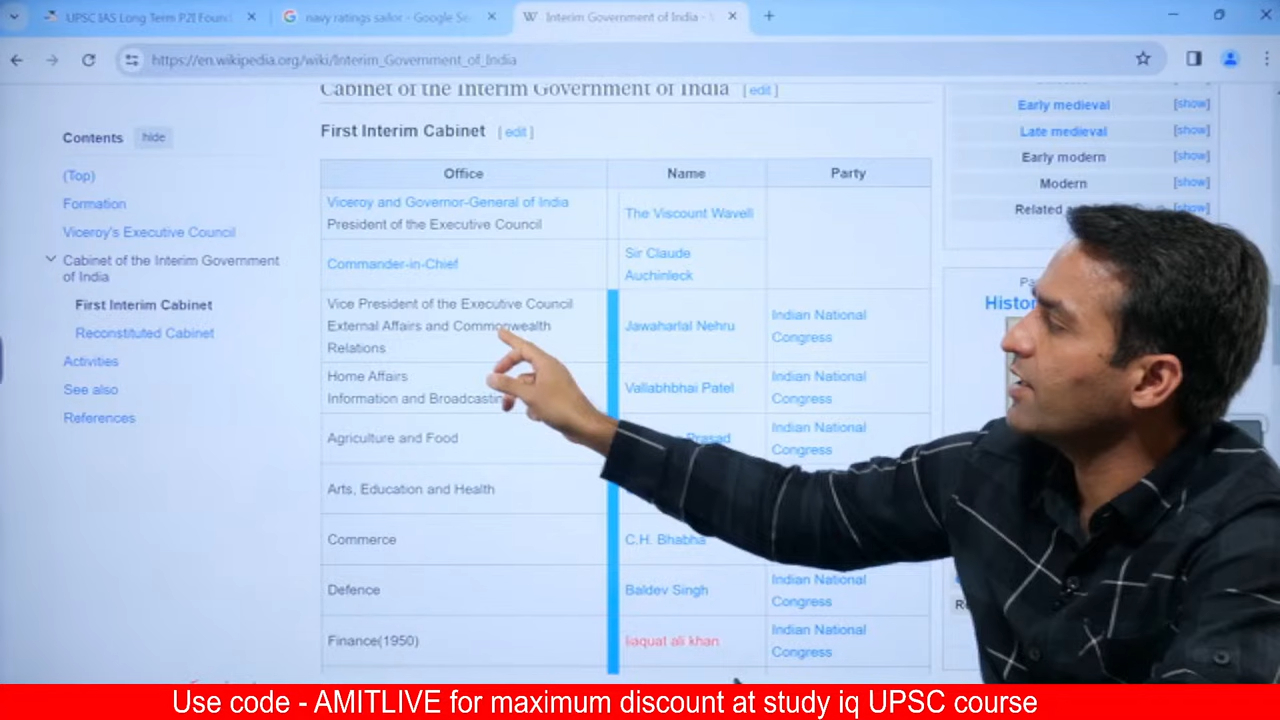 UPSC IAS Long Term P2I Found
navy ratings sailor - Google Se
Interim Government of India -
https://en.wikipedia.org/wiki/Interim_Government_of_India
Cabinet of the Interim Government of India [edit]
First Interim Cabinet [edit]
Contents hide
(Top)
Formation
Viceroy's Executive Council
Cabinet of the Interim Government
of India
First Interim Cabinet
Reconstituted Cabinet
Activities
See also
References
Office Name Party
Viceroy and Governor-General of India
President of the Executive Council
The Viscount Wavell
Commander-in-Chief
Sir Claude
Auchinleck
Vice President of the Executive Council
External Affairs and Commonwealth
Relations
Jawaharlal Nehru
Indian National
Congress
Home Affairs
Information and Broadcasting
Vallabhbhai Patel
Indian National
Congress
Agriculture and Food
Prasad
Indian National
Congress
Arts, Education and Health
Commerce
C.H. Bhabha
Defence
Baldev Singh
Indian National
Congress
Finance(1950)
liaquat ali khan
Indian National
Congress
Early medieval [show]
Late medieval [show]
Early modern [show]
Modern [show]
Related [show]
Use code - AMITLIVE for maximum discount at study iq UPSC course